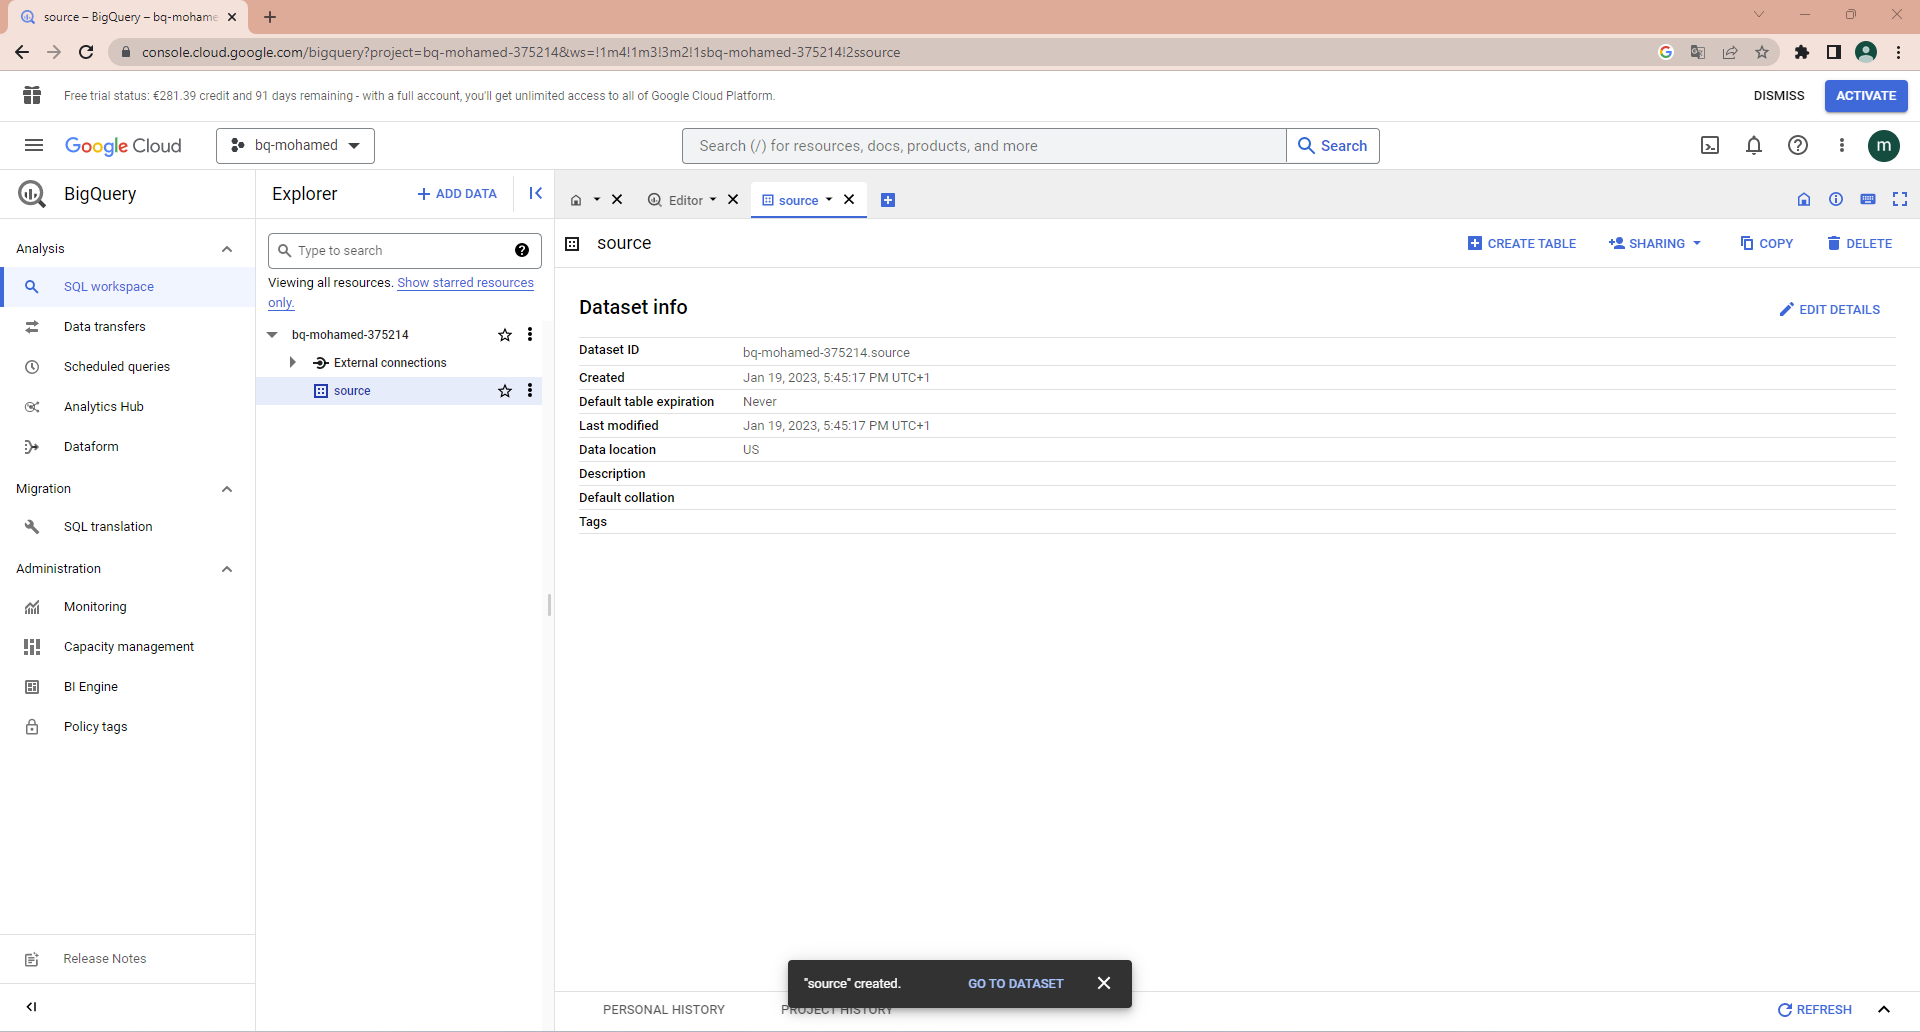 source – BigQuery – bq-mohame
console.cloud.google.com/bigquery?project=bq-mohamed-375214&ws=!1m4!1m3!3m2!1sbq-mohamed-375214!2ssource
Free trial status: €281.39 credit and 91 days remaining - with a full account, you'll get unlimited access to all of Google Cloud Platform.
DISMISS
ACTIVATE
Google Cloud
bq-mohamed
Search (/) for resources, docs, products, and more
Search
m
BigQuery
Analysis
SQL workspace
Data transfers
Scheduled queries
Analytics Hub
Dataform
Migration
SQL translation
Administration
Monitoring
Capacity management
BI Engine
Policy tags
Release Notes
Explorer
ADD DATA
Type to search
Viewing all resources. Show starred resources
only.
bq-mohamed-375214
External connections
source
Editor
source
source
CREATE TABLE
SHARING
COPY
DELETE
Dataset info
EDIT DETAILS
Dataset ID bq-mohamed-375214.source
Created Jan 19, 2023, 5:45:17 PM UTC+1
Default table expiration Never
Last modified Jan 19, 2023, 5:45:17 PM UTC+1
Data location US
Description
Default collation
Tags
"source" created.
GO TO DATASET
PERSONAL HISTORY
PROJECT HISTORY
REFRESH